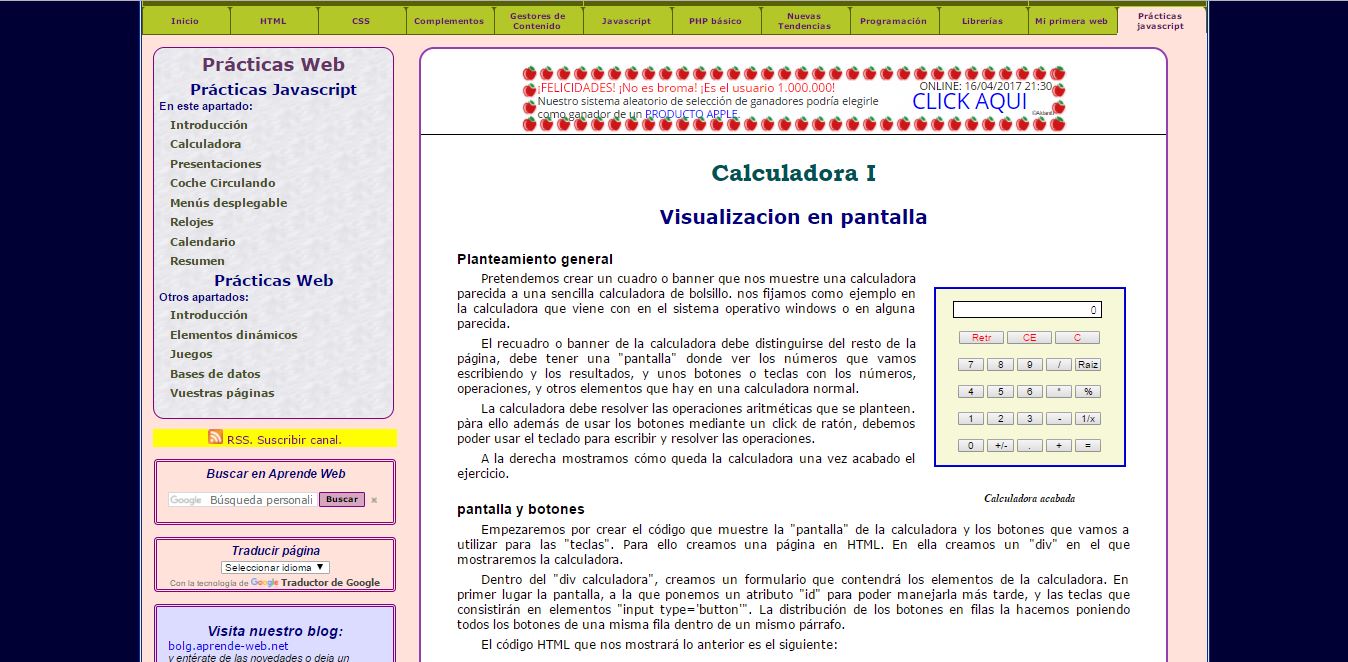 Inicio
HTML
CSS
Complementos
Gestores de
Contenido
Javascript
PHP básico
Nuevas
Tendencias
Programación
Librerías
Mi primera web
Prácticas
javascript
Prácticas Web
Prácticas Javascript
En este apartado:
Introducción
Calculadora
Presentaciones
Coche Circulando
Menús desplegable
Relojes
Calendario
Resumen
Prácticas Web
Otros apartados:
Introducción
Elementos dinámicos
Juegos
Bases de datos
Vuestras páginas
RSS. Suscribir canal.
Buscar en Aprende Web
Google Búsqueda personali Buscar ×
Traducir página
Seleccionar idioma ▼
Con la tecnología de Google Traductor de Google
Visita nuestro blog:
bolg.aprende-web.net
y entérate de las novedades o deja un
¡FELICIDADES! ¡No es broma! ¡Es el usuario 1.000.000!
Nuestro sistema aleatorio de selección de ganadores podría elegirle
como ganador de un PRODUCTO APPLE.
ONLINE: 16/04/2017 21:30
CLICK AQUI
Calculadora I
Visualizacion en pantalla
Planteamiento general
Pretendemos crear un cuadro o banner que nos muestre una calculadora
parecida a una sencilla calculadora de bolsillo. nos fijamos como ejemplo en
la calculadora que viene con en el sistema operativo windows o en alguna
parecida.
El recuadro o banner de la calculadora debe distinguirse del resto de la
página, debe tener una "pantalla" donde ver los números que vamos
escribiendo y los resultados, y unos botones o teclas con los números,
operaciones, y otros elementos que hay en una calculadora normal.
La calculadora debe resolver las operaciones aritméticas que se planteen.
pàra ello además de usar los botones mediante un click de ratón, debemos
poder usar el teclado para escribir y resolver las operaciones.
A la derecha mostramos cómo queda la calculadora una vez acabado el
ejercicio.
0
Retr CE C
7 8 9 / Raiz
4 5 6 * %
1 2 3 - 1/x
0 +/- . + =
Calculadora acabada
pantalla y botones
Empezaremos por crear el código que muestre la "pantalla" de la calculadora y los botones que vamos a
utilizar para las "teclas". Para ello creamos una página en HTML. En ella creamos un "div" en el que
mostraremos la calculadora.
Dentro del "div calculadora", creamos un formulario que contendrá los elementos de la calculadora. En
primer lugar la pantalla, a la que ponemos un atributo "id" para poder manejarla más tarde, y las teclas que
consistirán en elementos "input type='button'". La distribución de los botones en filas la hacemos poniendo
todos los botones de una misma fila dentro de un mismo párrafo.
El código HTML que nos mostrará lo anterior es el siguiente: